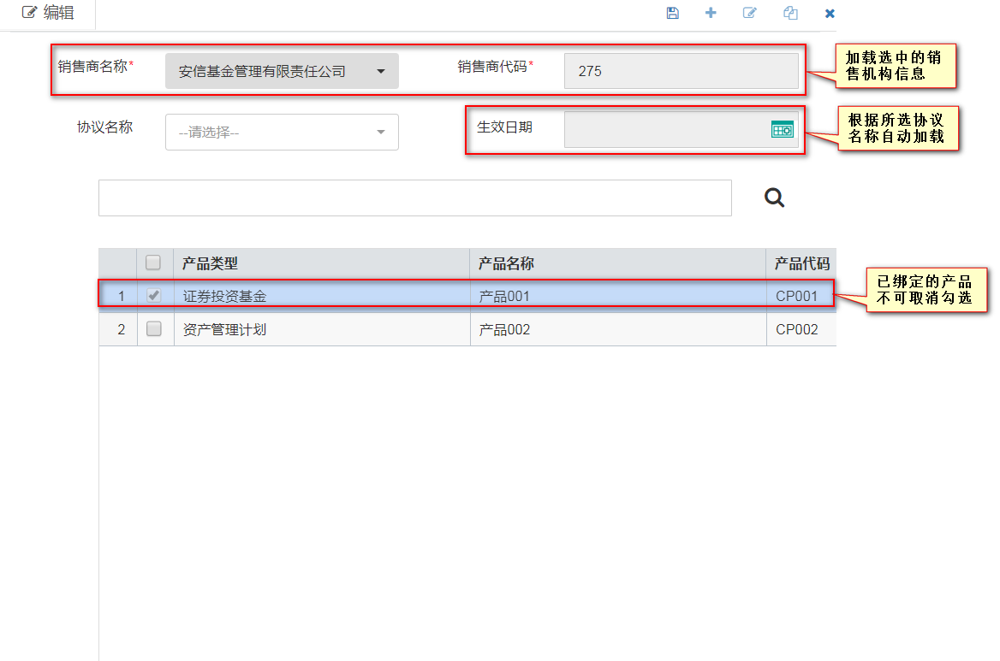 编辑
销售商名称*
安信基金管理有限责任公司
销售商代码*
275
加载选中的销
售机构信息
协议名称
--请选择--
生效日期
根据所选协议
名称自动加载
产品类型
产品名称
产品代码
1 证券投资基金 产品001 CP001
已绑定的产品
不可取消勾选
2 资产管理计划 产品002 CP002